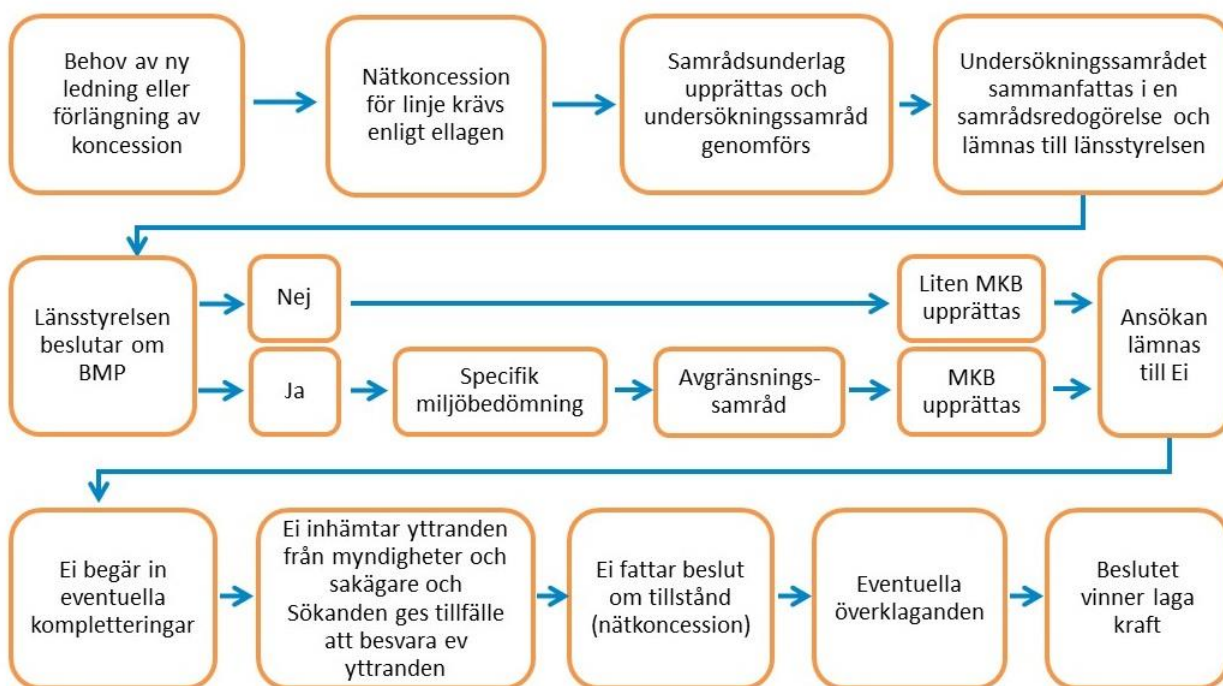 Behov av ny
ledning eller
förlängning av
koncession
Nätkoncession
för linje krävs
enligt ellagen
Samrådsunderlag
upprättas och
undersökningssamråd
genomförs
Undersökningssamrådet
sammanfattas i en
samrådsredogörelse och
lämnas till länsstyrelsen
Länsstyrelsen
beslutar om
BMP
Nej
Liten MKB
upprättas
Ja
Specifik
miljöbedömning
Avgränsnings-
samråd
MKB
upprättas
Ansökan
lämnas
till Ei
Ei begär in
eventuella
kompletteringar
Ei inhämtar yttranden
från myndigheter och
sakägare och
Sökanden ges tillfälle
att besvara ev
yttranden
Ei fattar beslut
om tillstånd
(nätkoncession)
Eventuella
överklaganden
Beslutet
vinner laga
kraft